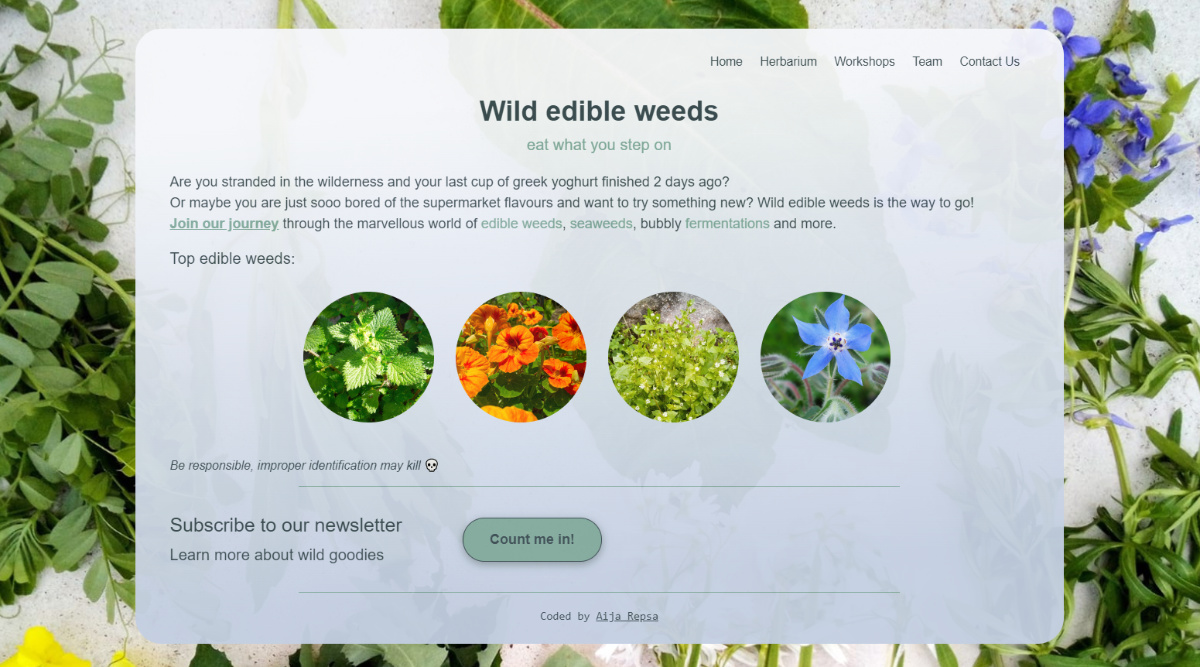 Home Herbarium Workshops Team Contact Us
Wild edible weeds
eat what you step on
Are you stranded in the wilderness and your last cup of greek yoghurt finished 2 days ago?
Or maybe you are just sooo bored of the supermarket flavours and want to try something new? Wild edible weeds is the way to go!
Join our journey through the marvellous world of edible weeds, seaweeds, bubbly fermentations and more.
Top edible weeds:
Be responsible, improper identification may kill 💀
Subscribe to our newsletter
Learn more about wild goodies
Count me in!
Coded by Aija Repsa